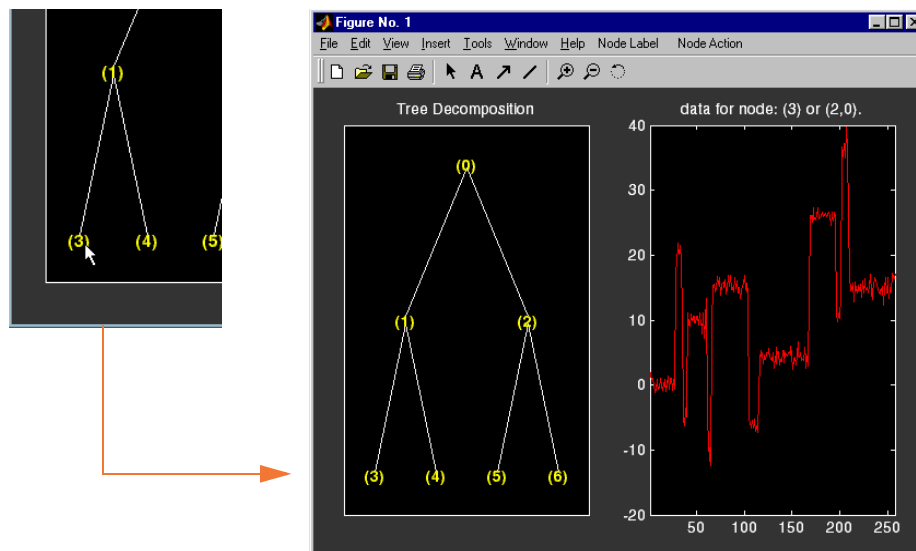 (1)
(3) (4) (5)
Figure No. 1
File Edit View Insert Tools Window Help Node Label Node Action
A
Tree Decomposition
(0)
(1) (2)
(3) (4) (5) (6)
data for node: (3) or (2,0).
40
30
20
10
0
-10
-20
50 100 150 200 250